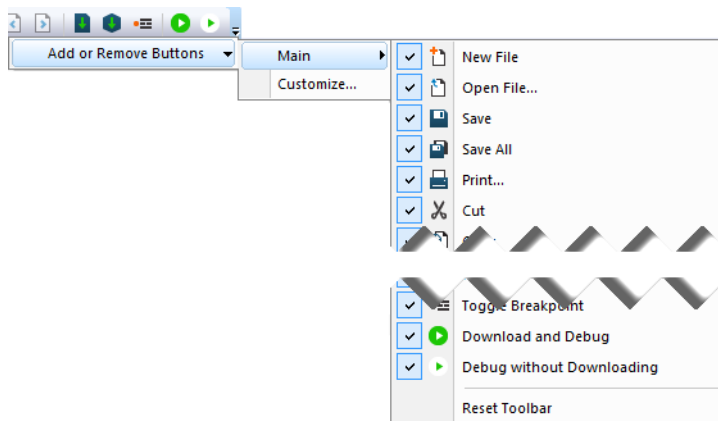 Add or Remove Buttons
Main
Customize...
New File
Open File...
Save
Save All
Print...
Cut
Toggle Breakpoint
Download and Debug
Debug without Downloading
Reset Toolbar